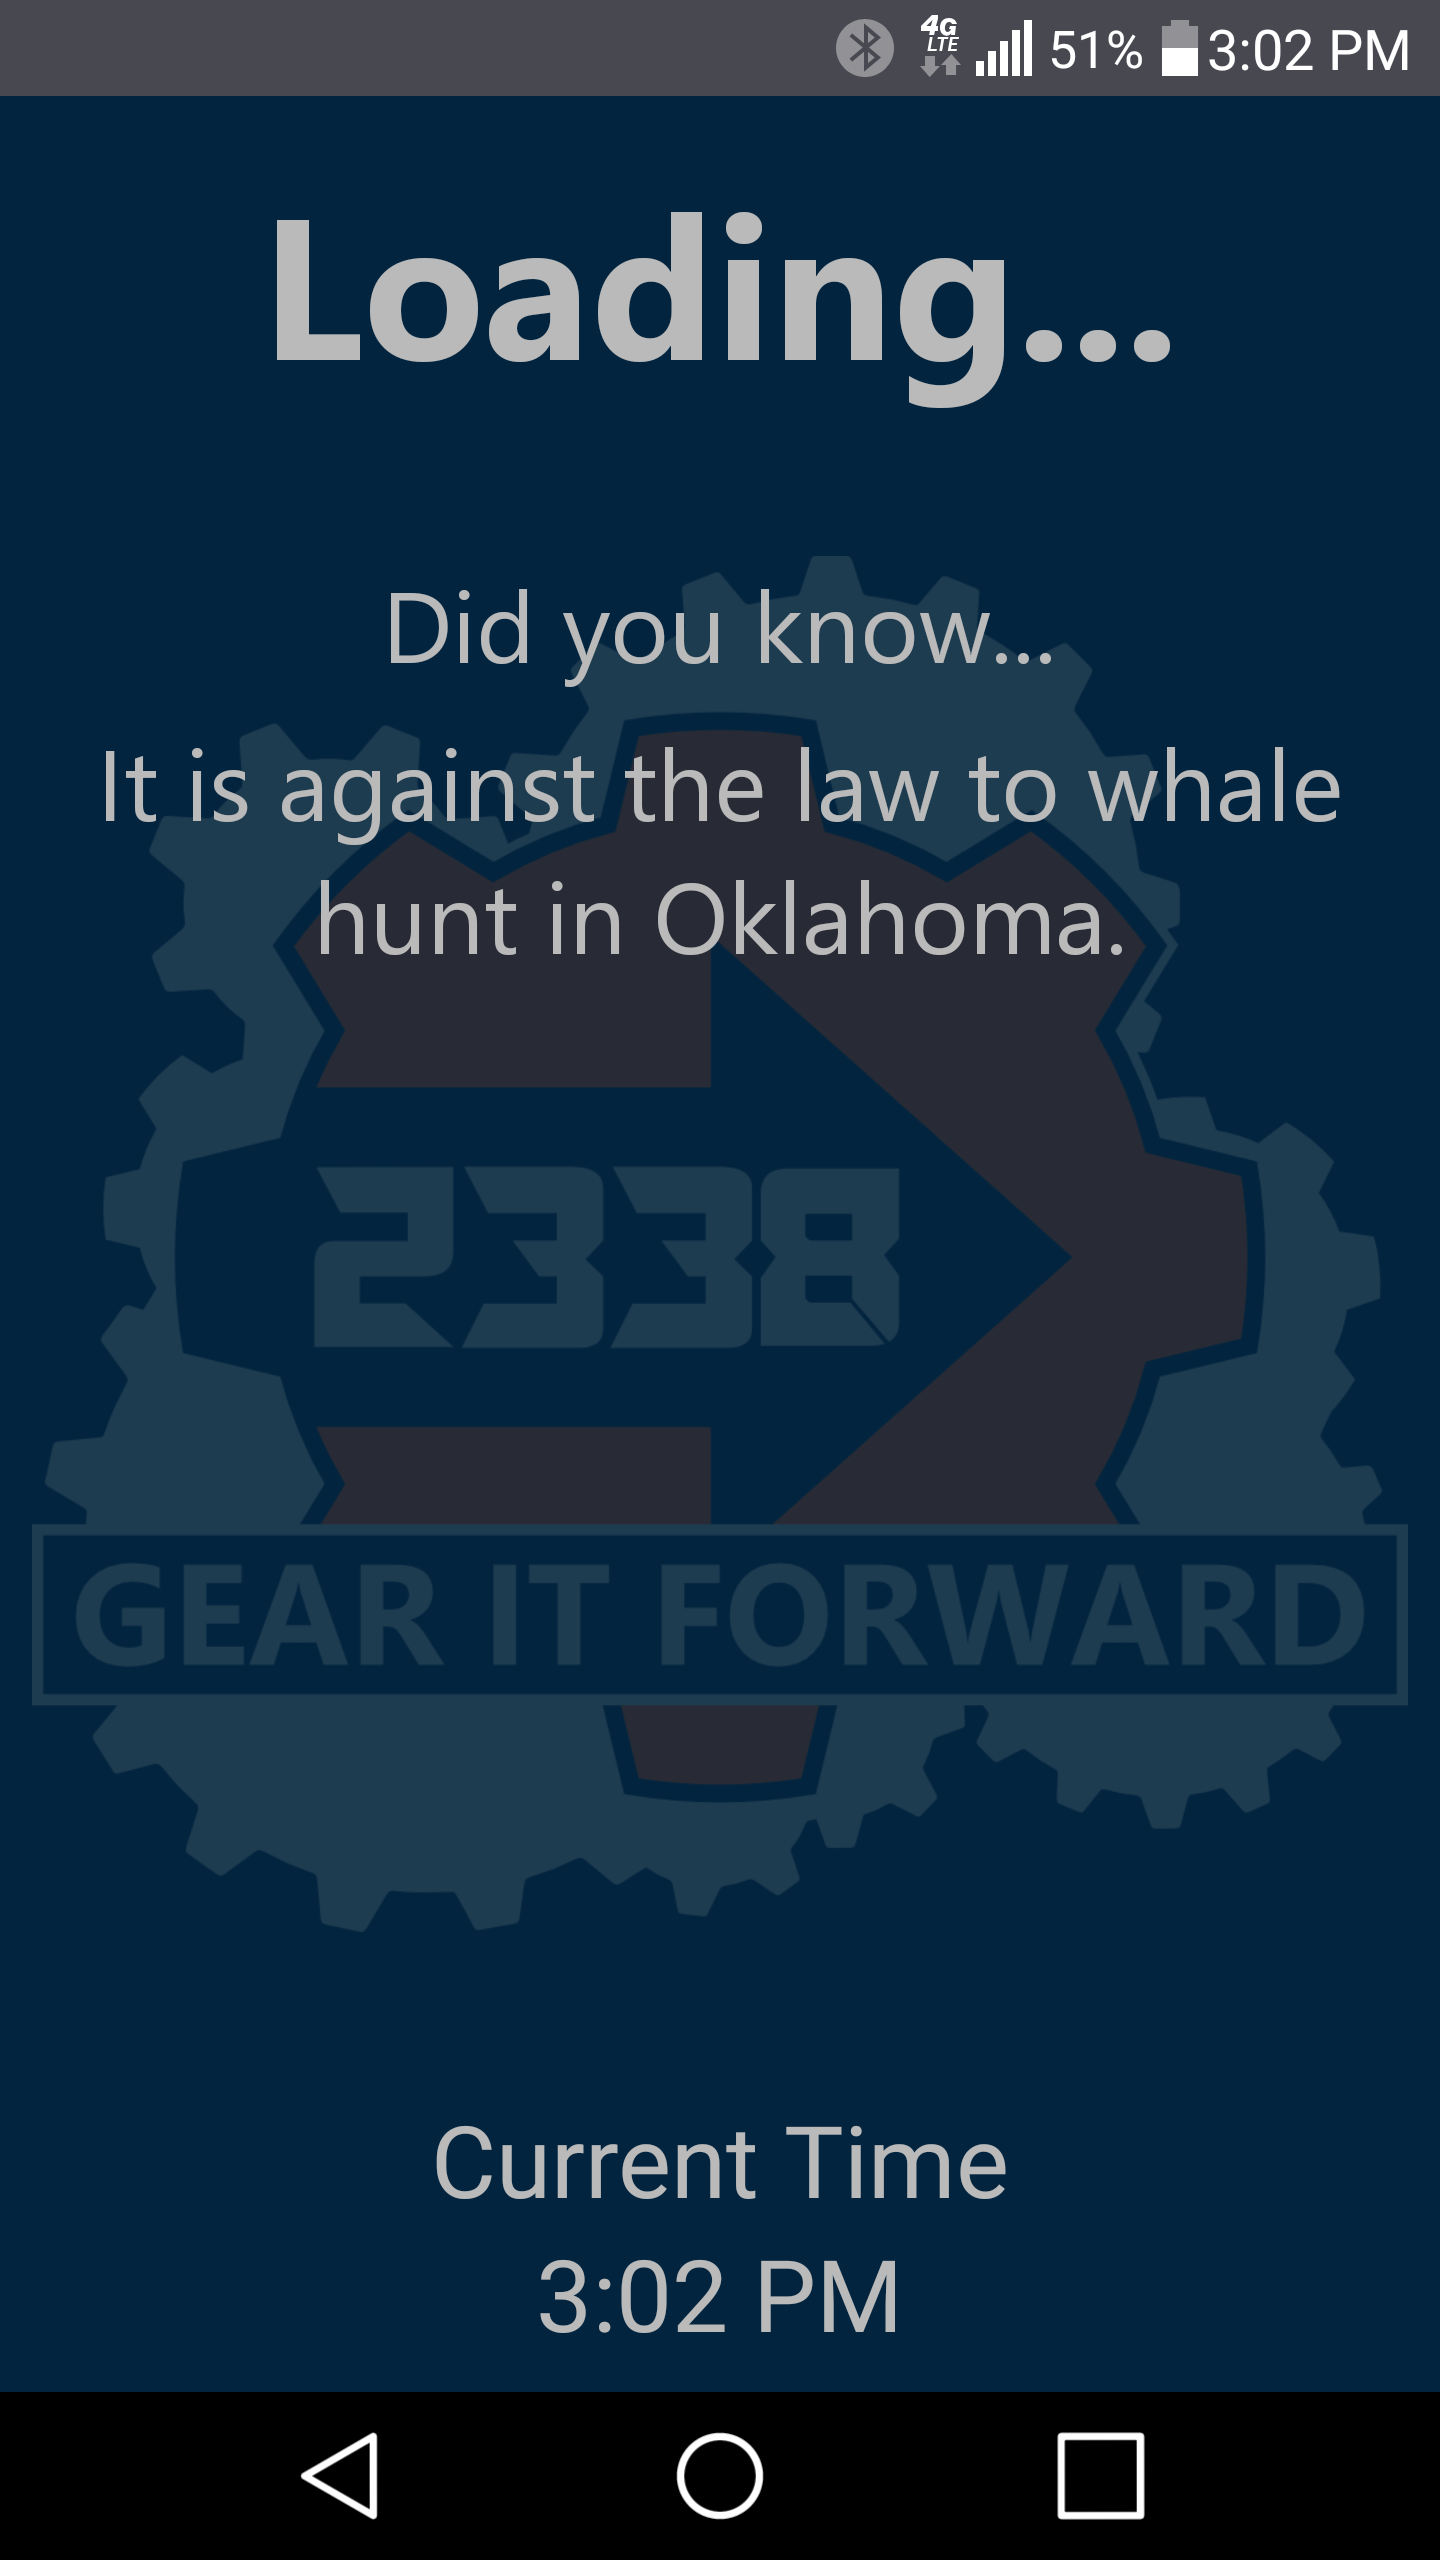 4G LTE 51% 3:02 PM
Loading...
Did you know...
It is against the law to whale
hunt in Oklahoma.
2338
GEAR IT FORWARD
Current Time
3:02 PM